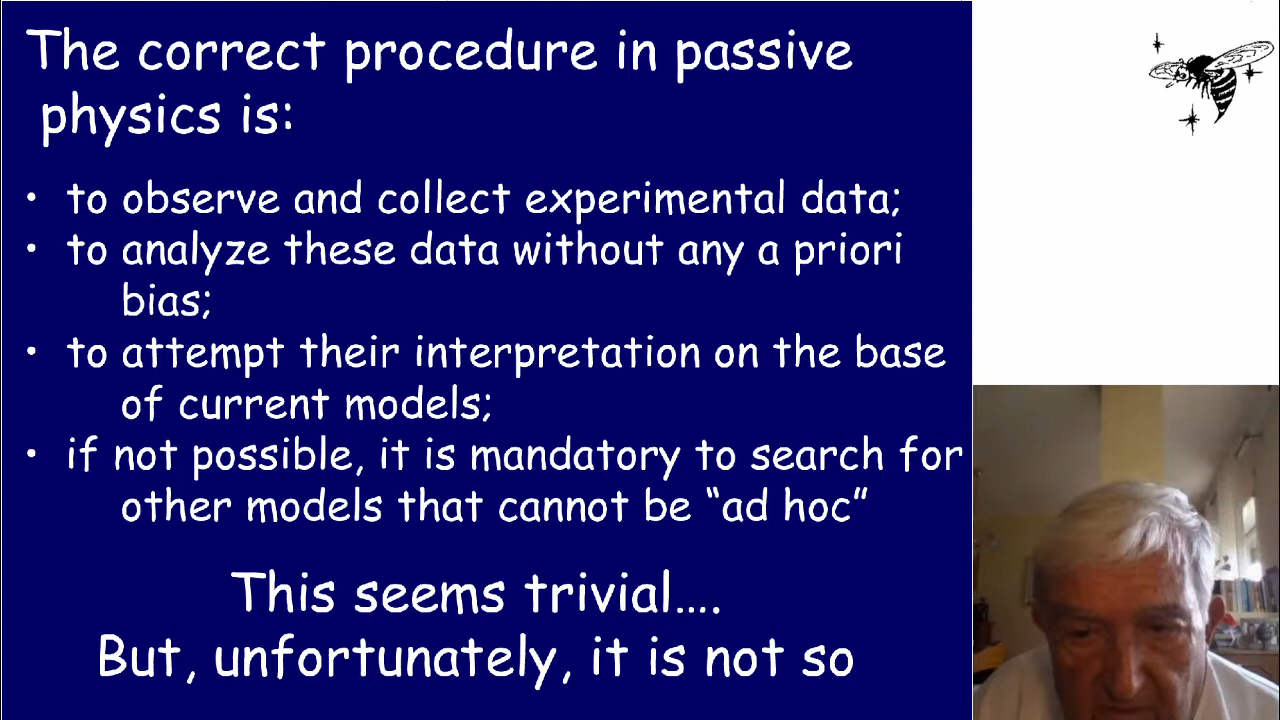 The correct procedure in passive
physics is:
• to observe and collect experimental data;
• to analyze these data without any a priori
bias;
• to attempt their interpretation on the base
of current models;
• if not possible, it is mandatory to search for
other models that cannot be “ad hoc”
This seems trivial....
But, unfortunately, it is not so